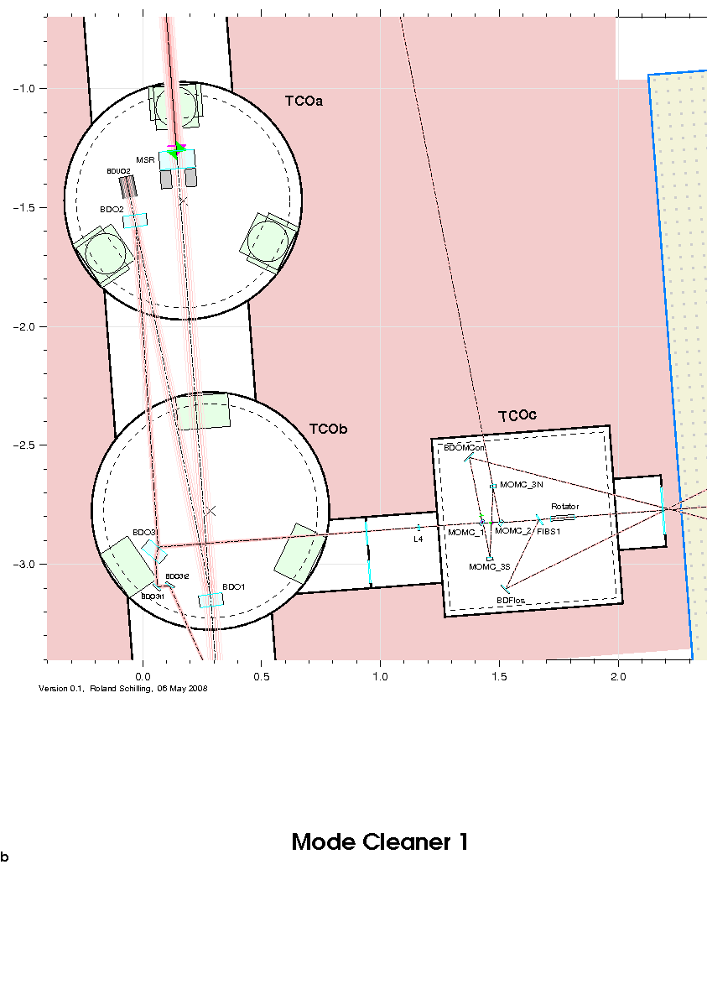 -1.0
TCOa
MSR
BDUO2
-1.5
BDO2
-2.0
-2.5
TCOb
TCOc
BDOMCon
MOMC_3N
Rotator
BDO3
L4
MOMC_1
MOMC_2
FIBS1
-3.0
MOMC_3S
BDO3t2
BDO3t1
BDO1
BDFlos
0.0
0.5
1.0
1.5
2.0
Version 0.1, Roland Schilling, 06 May 2008
Mode Cleaner 1
b